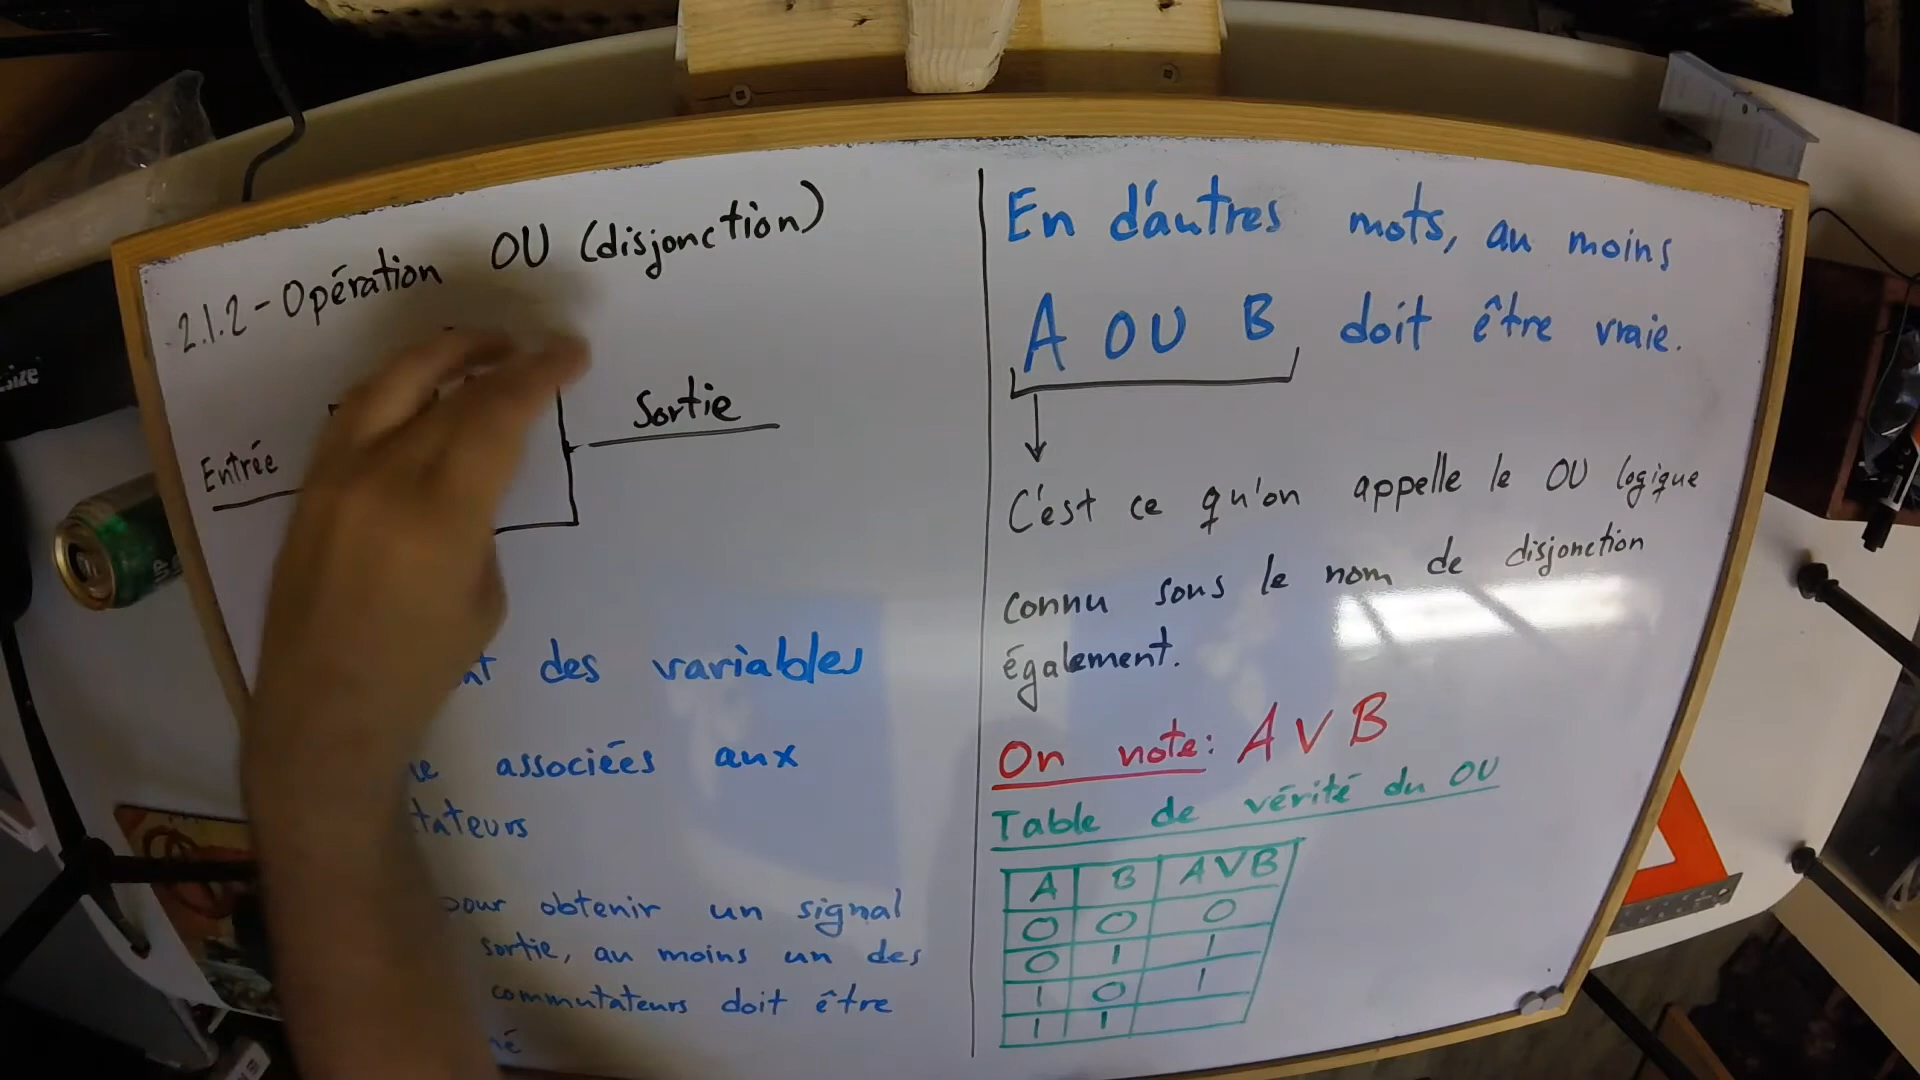 2.1.2 - Opération OU (disjonction)
Entrée
Sortie
des variables
associées aux
tateurs
pour obtenir un signal
sortie, au moins un des
commutateurs doit être
né
En d'autres mots, au moins
A OU B doit être vraie.
C'est ce qu'on appelle le OU logique
connu sous le nom de disjonction
également.
On note: A V B
Table de vérité du OU
A B A V B
0 0 0
0 1 1
1 0 1
1 1